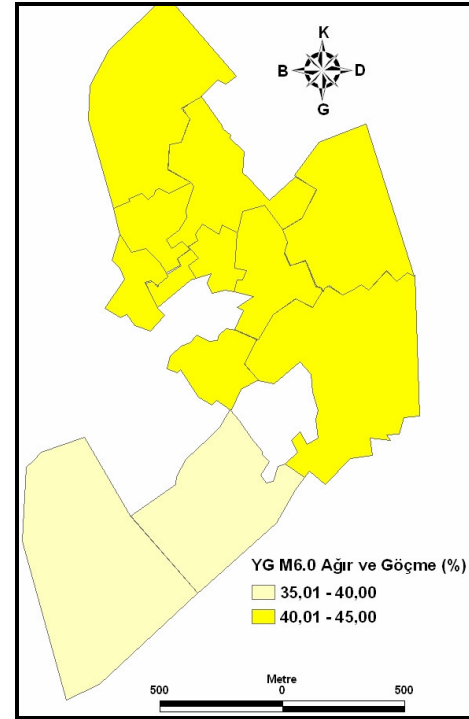 K
B D
G
YG M6.0 Ağır ve Göçme (%)
35,01 - 40,00
40,01 - 45,00
Metre
500 0 500